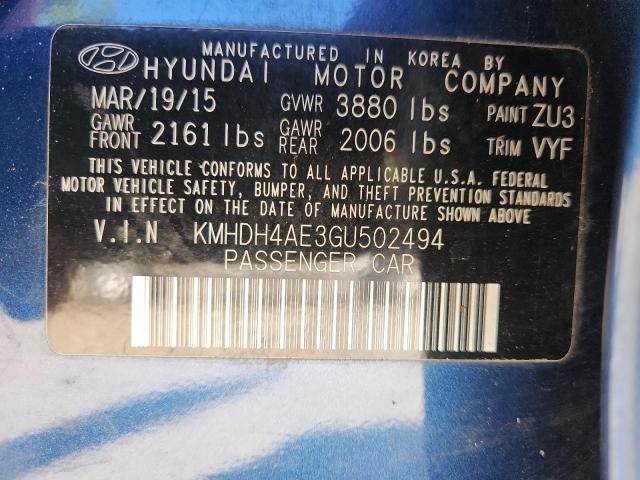 MANUFACTURED IN KOREA BY
HYUNDAI MOTOR COMPANY
MAR/19/15 GVWR 3880 lbs PAINT ZU3
GAWR FRONT 2161 lbs GAWR REAR 2006 lbs TRIM VYF
THIS VEHICLE CONFORMS TO ALL APPLICABLE U.S.A. FEDERAL
MOTOR VEHICLE SAFETY, BUMPER, AND THEFT PREVENTION STANDARDS
IN EFFECT ON THE DATE OF MANUFACTURE SHOWN ABOVE.
V.I.N KMHDH4AE3GU502494
PASSENGER CAR